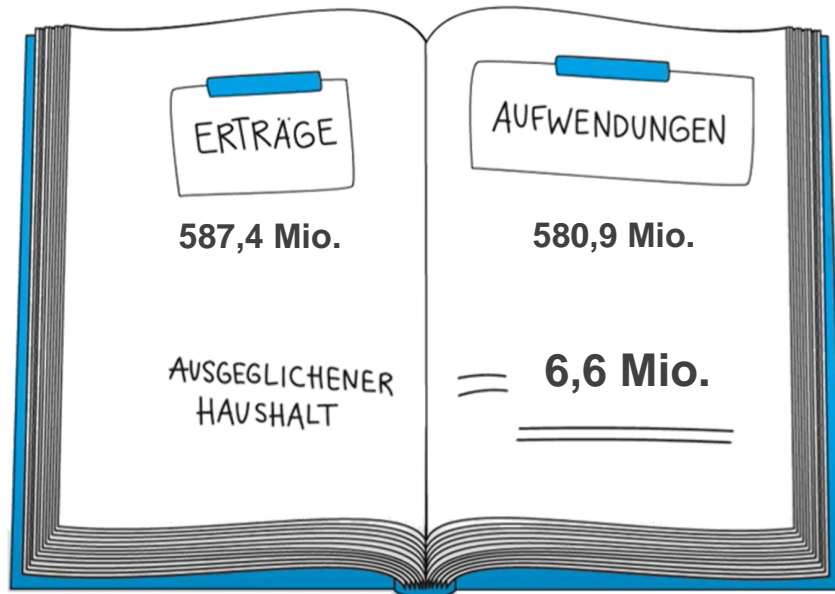 ERTRÄGE
AUFWENDUNGEN
587,4 Mio.
580,9 Mio.
AUSGEGLICHENER
HAUSHALT
= 6,6 Mio.